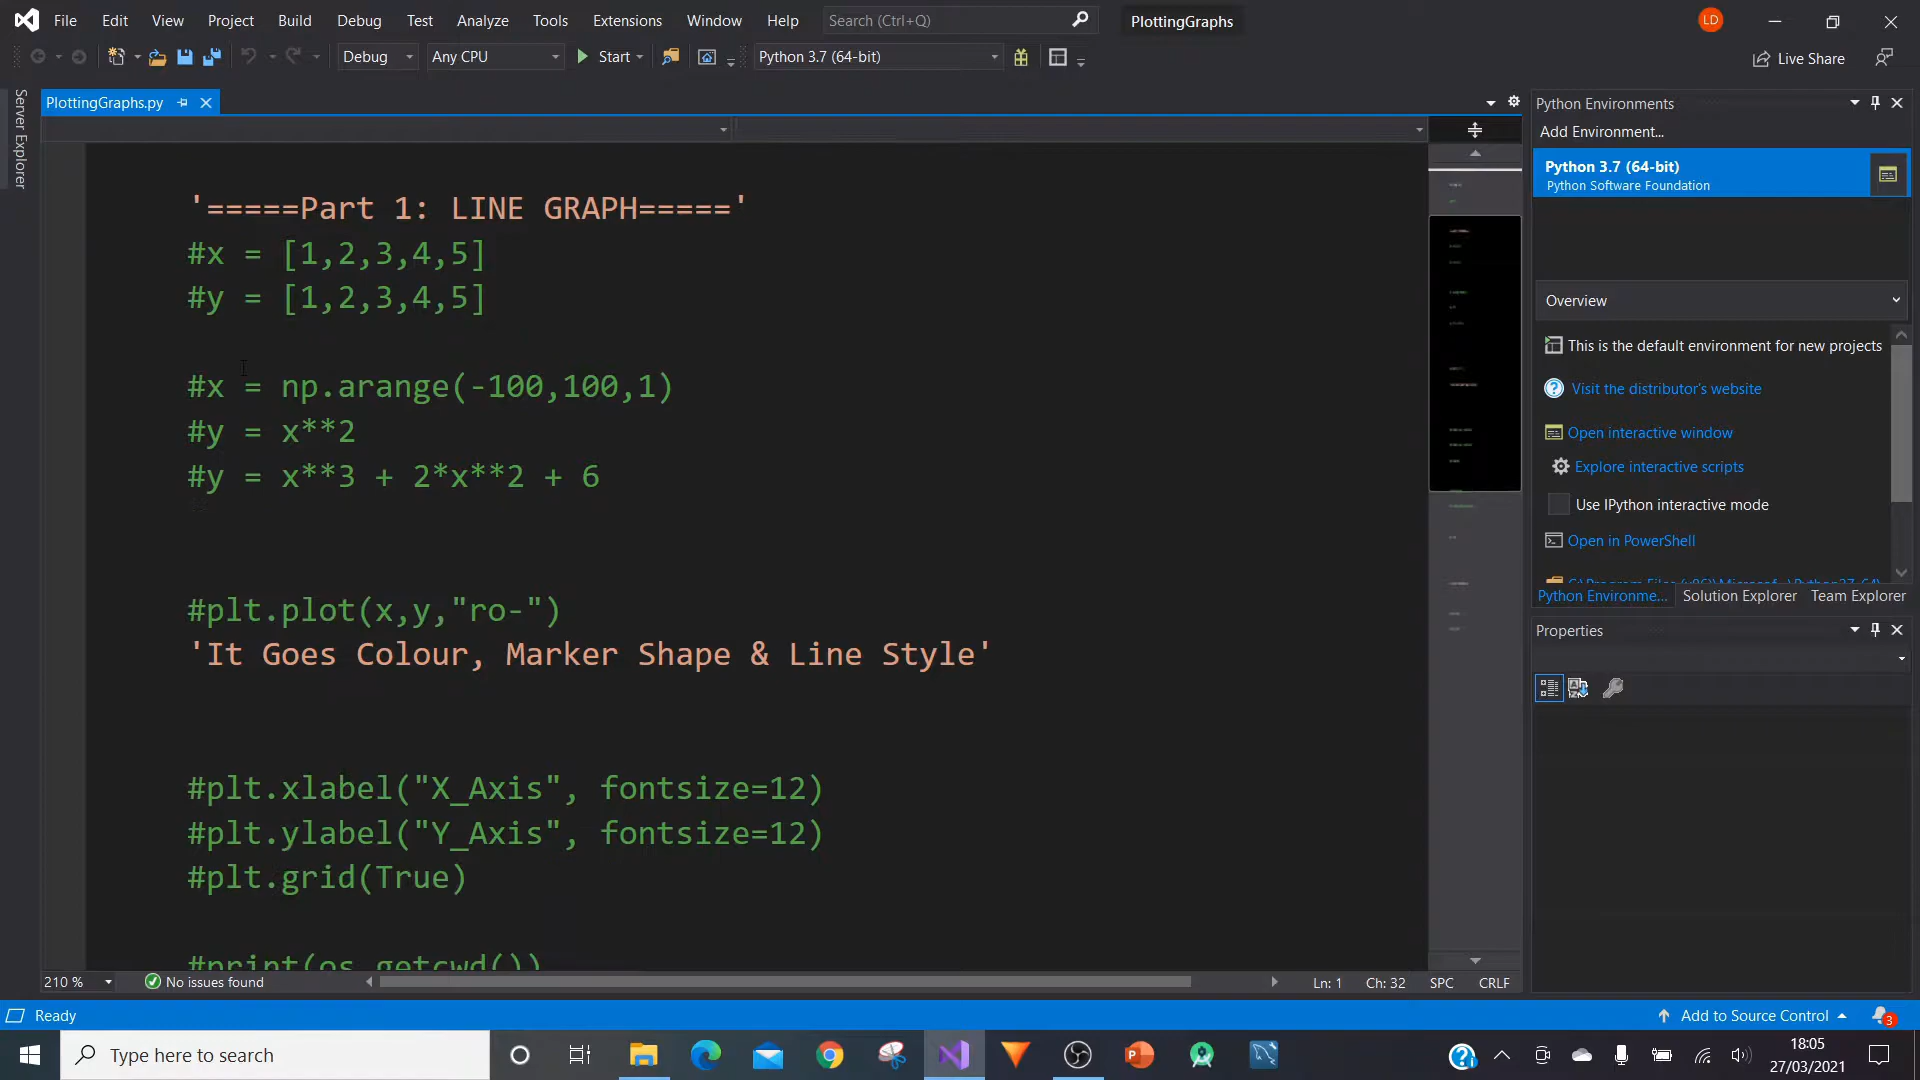 File Edit View Project Build Debug Test Analyze Tools Extensions Window Help Search (Ctrl+Q) PlottingGraphs LD
Debug Any CPU Start Python 3.7 (64-bit) Live Share
Server Explorer
PlottingGraphs.py
'=====Part 1: LINE GRAPH====='
#x = [1,2,3,4,5]
#y = [1,2,3,4,5]
#x = np.arange(-100,100,1)
#y = x**2
#y = x**3 + 2*x**2 + 6
#plt.plot(x,y,"ro-")
'It Goes Colour, Marker Shape & Line Style'
#plt.xlabel("X_Axis", fontsize=12)
#plt.ylabel("Y_Axis", fontsize=12)
#plt.grid(True)
#print(os.getcwd())
210 % No issues found Ln: 1 Ch: 32 SPC CRLF
Python Environments
Add Environment...
Python 3.7 (64-bit)
Python Software Foundation
Overview
This is the default environment for new projects
Visit the distributor's website
Open interactive window
Explore interactive scripts
Use IPython interactive mode
Open in PowerShell
Python Environme... Solution Explorer Team Explorer
Properties
Ready Add to Source Control 3
Type here to search
18:05
27/03/2021